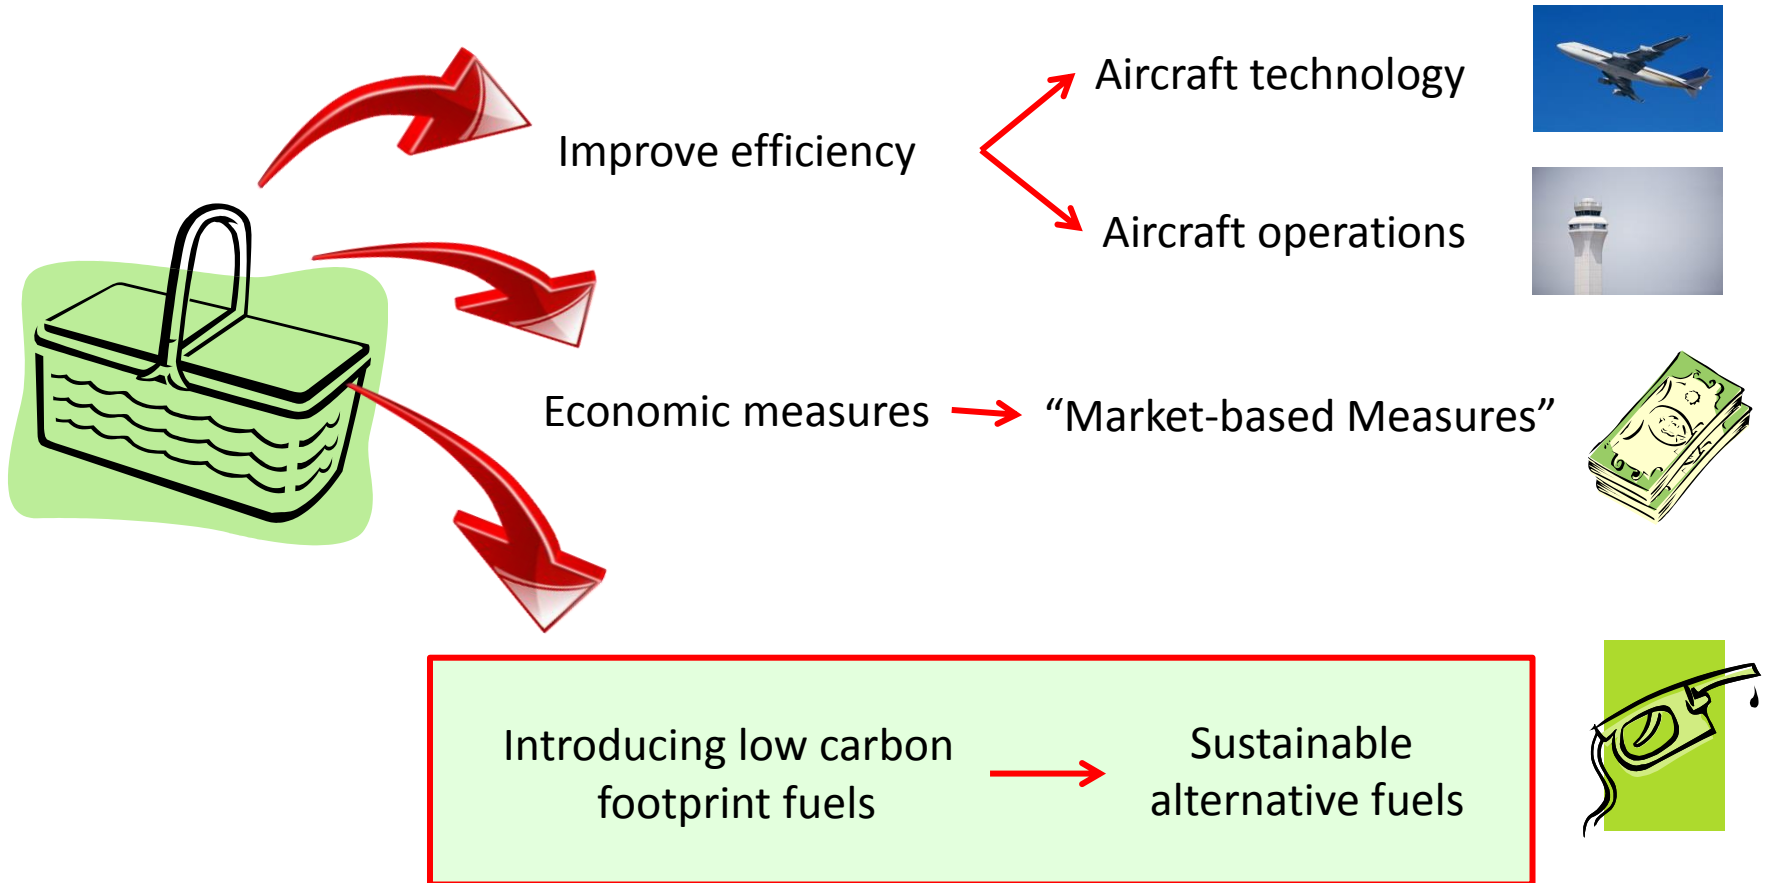 Aircraft technology
Improve efficiency
Aircraft operations
Economic measures
“Market-based Measures”
Introducing low carbon
footprint fuels
Sustainable
alternative fuels